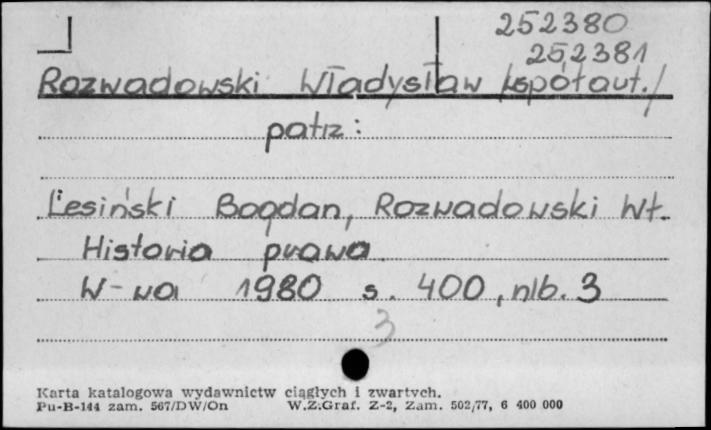 252380
252381
Rozwadowski Władysław /współaut./
patrz:
Lesiński Bogdan, Rozwadowski Wł.
Historia prawa
W-wa 1980 s. 400, nlb. 3
3
Karta katalogowa wydawnictw ciągłych i zwartych.
Pu-B-144 zam. 567/DW/On W.Z.Graf. Z-2, Zam. 502/77, 6 400 000